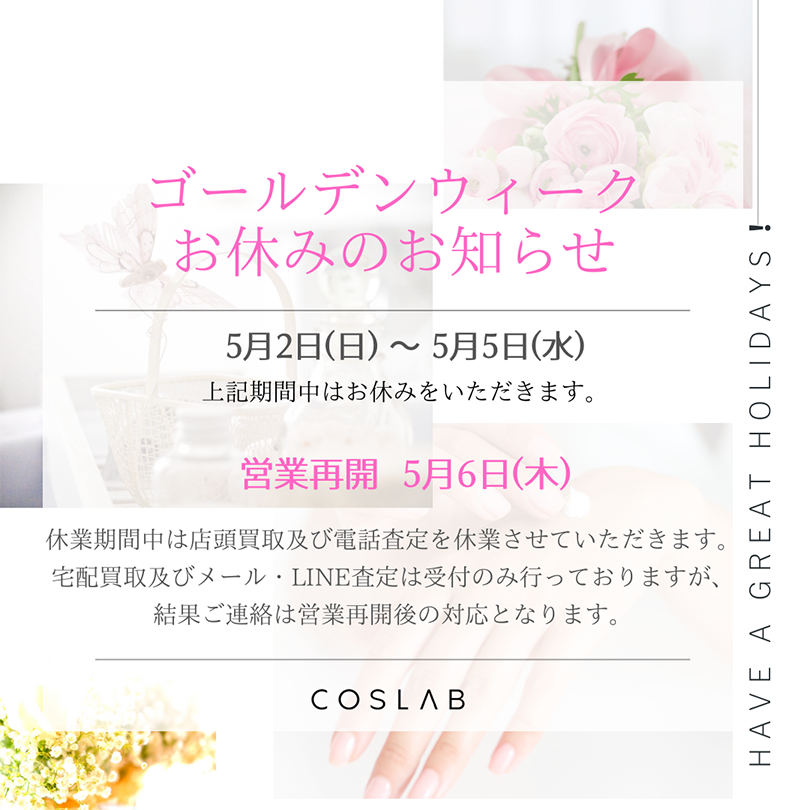 ゴールデンウィーク
お休みのお知らせ
5月2日(日) ～ 5月5日(水)
上記期間中はお休みをいただきます。
営業再開 5月6日(木)
休業期間中は店頭買取及び電話査定を休業させていただきます。
宅配買取及びメール・LINE査定は受付のみ行っておりますが、
結果ご連絡は営業再開後の対応となります。
COSLAB
HAVE A GREAT HOLIDAYS!